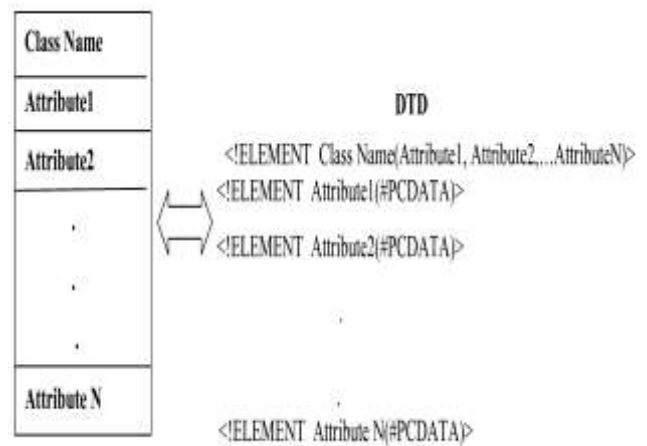 Class Name
Attribute1
Attribute2
.
.
.
Attribute N
DTD
<!ELEMENT Class Name(Attribute1, Attribute2,...AttributeN)>
<!ELEMENT Attribute1(#PCDATA)>
<!ELEMENT Attribute2(#PCDATA)>
.
.
<!ELEMENT Attribute N(#PCDATA)>